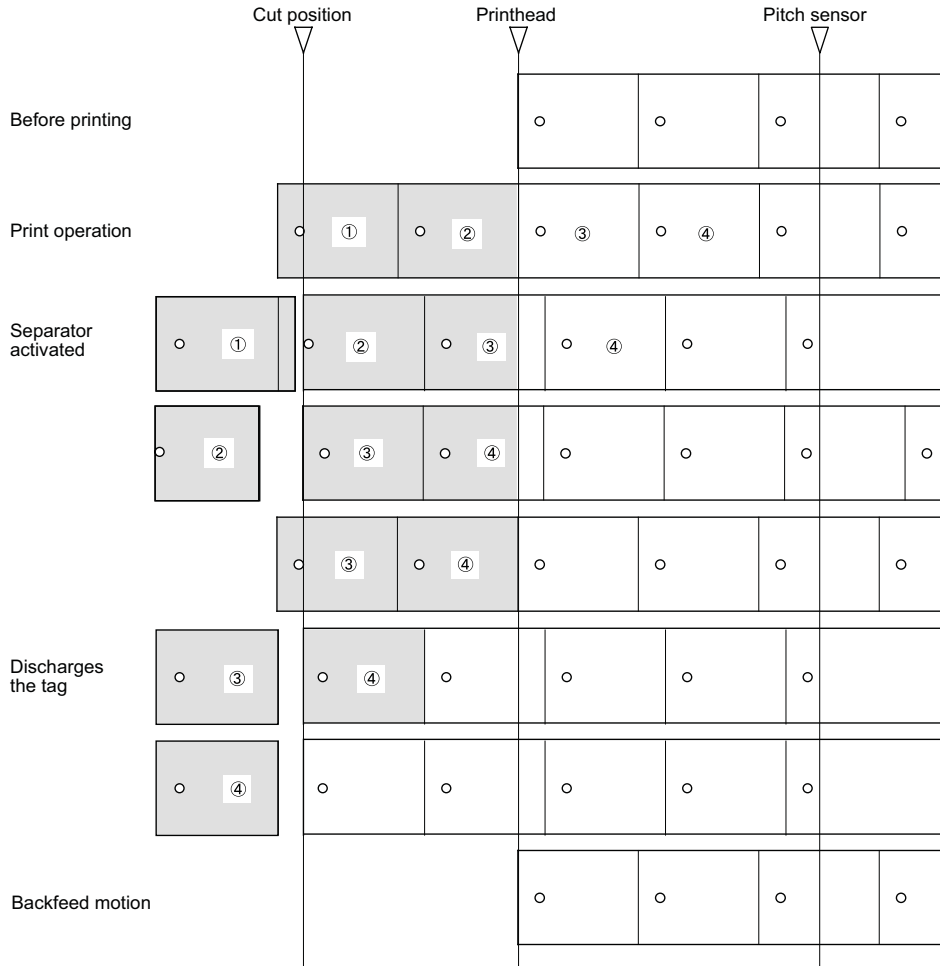 Cut position Printhead Pitch sensor
Before printing
Print operation ① ② ③ ④
Separator
activated ① ② ③ ④
② ③ ④
③ ④
Discharges
the tag ③ ④
④
Backfeed motion